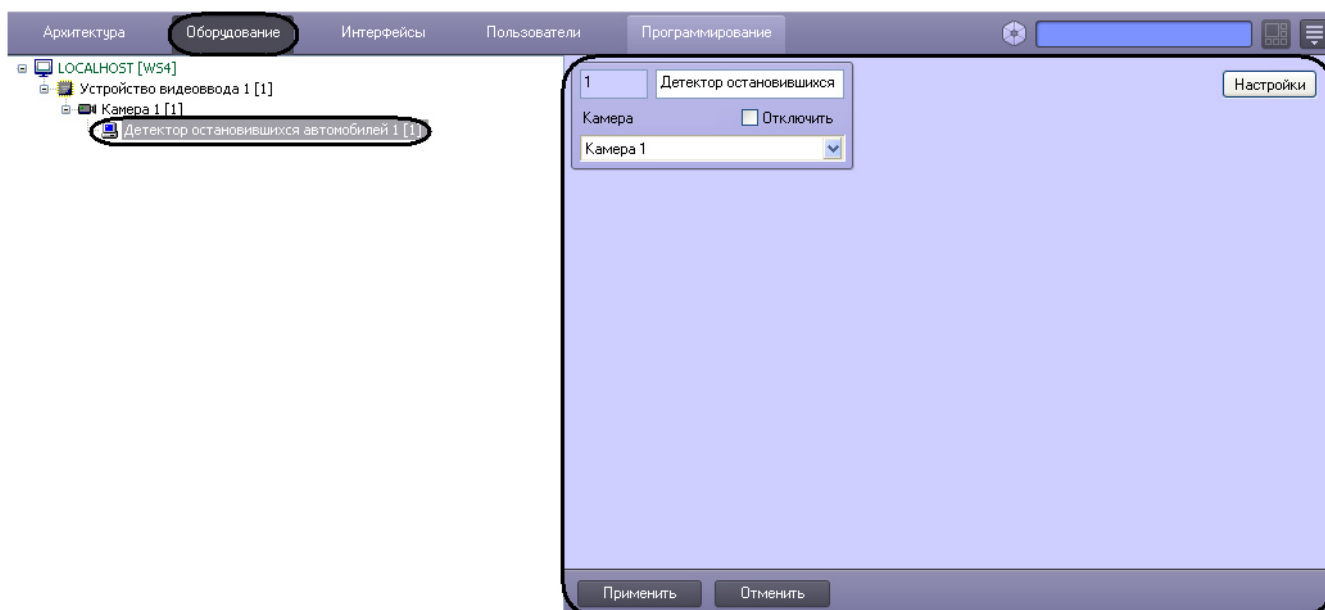 Архитектура Оборудование Интерфейсы Пользователи Программирование
LOCALHOST [WS4]
Устройство видеоввода 1 [1]
Камера 1 [1]
Детектор остановившихся автомобилей 1 [1]
1 Детектор остановившихся
Настройки
Камера Отключить
Камера 1
Применить Отменить